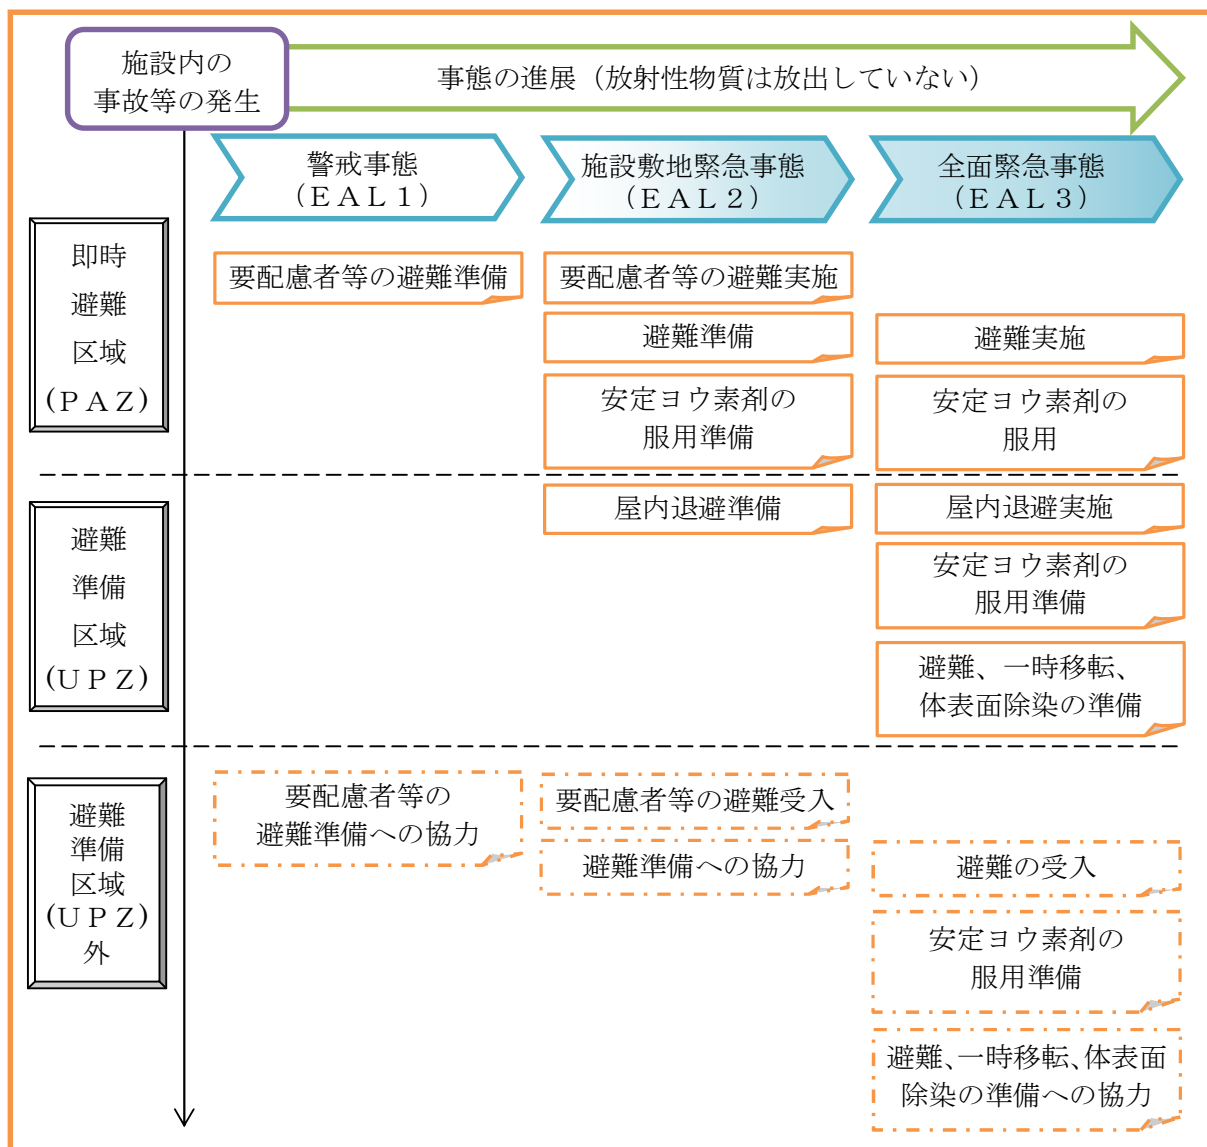 施設内の
事故等の発生
事態の進展（放射性物質は放出していない）
警戒事態
（ＥＡＬ１）
施設敷地緊急事態
（ＥＡＬ２）
全面緊急事態
（ＥＡＬ３）
即時
避難
区域
(ＰＡＺ)
要配慮者等の避難準備
要配慮者等の避難実施
避難準備
避難実施
安定ヨウ素剤の
服用準備
安定ヨウ素剤の
服用
避難
準備
区域
(ＵＰＺ)
屋内退避準備
屋内退避実施
安定ヨウ素剤の
服用準備
避難、一時移転、
体表面除染の準備
避難
準備
区域
(ＵＰＺ)
外
要配慮者等の
避難準備への協力
要配慮者等の避難受入
避難準備への協力
避難の受入
安定ヨウ素剤の
服用準備
避難、一時移転、体表面
除染の準備への協力